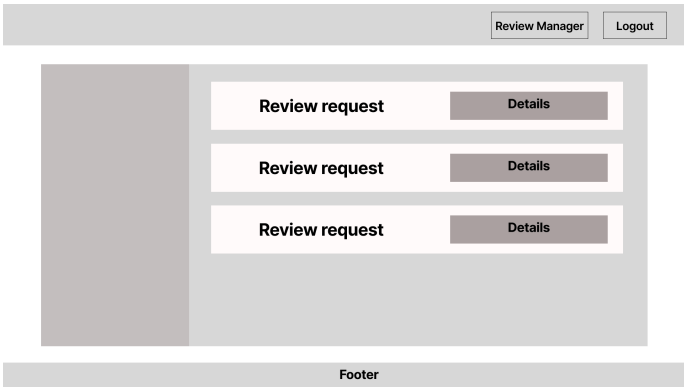 Review Manager
Logout
Review request
Details
Review request
Details
Review request
Details
Footer